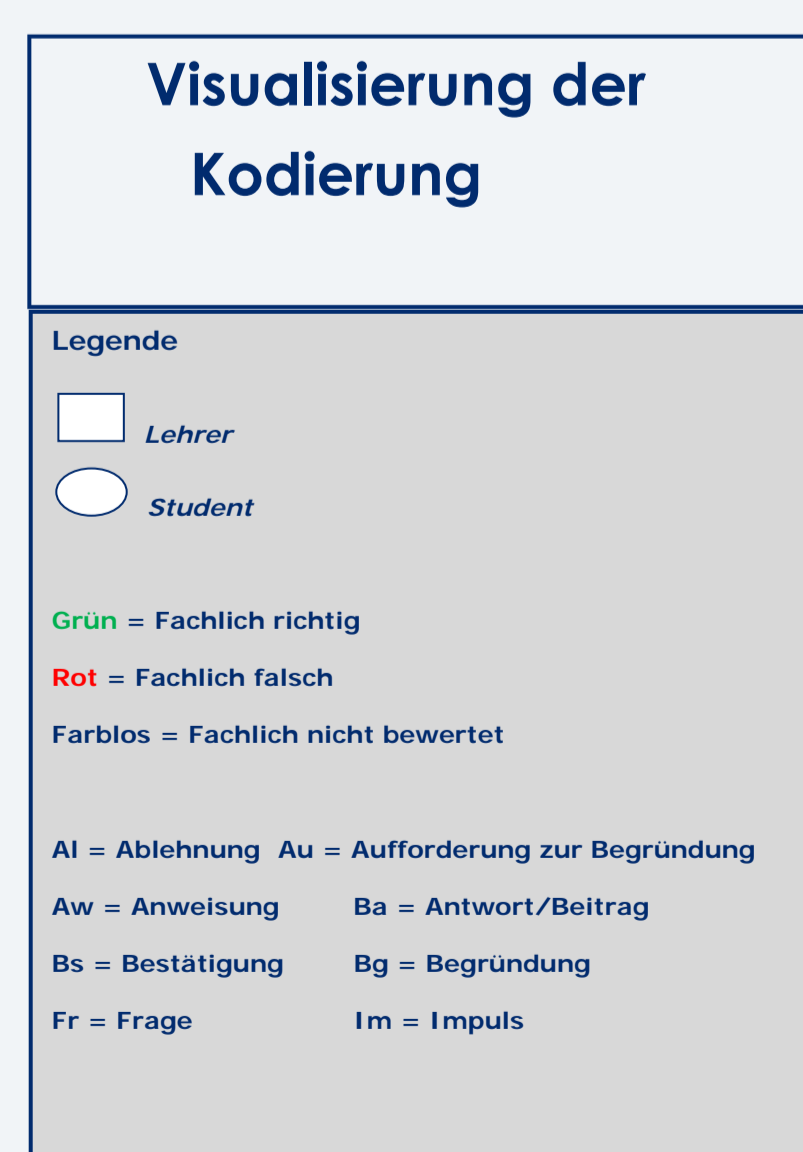 Visualisierung der
Kodierung
Legende
Lehrer
Student
Grün = Fachlich richtig
Rot = Fachlich falsch
Farblos = Fachlich nicht bewertet
Al = Ablehnung Au = Aufforderung zur Begründung
Aw = Anweisung Ba = Antwort/Beitrag
Bs = Bestätigung Bg = Begründung
Fr = Frage Im = Impuls